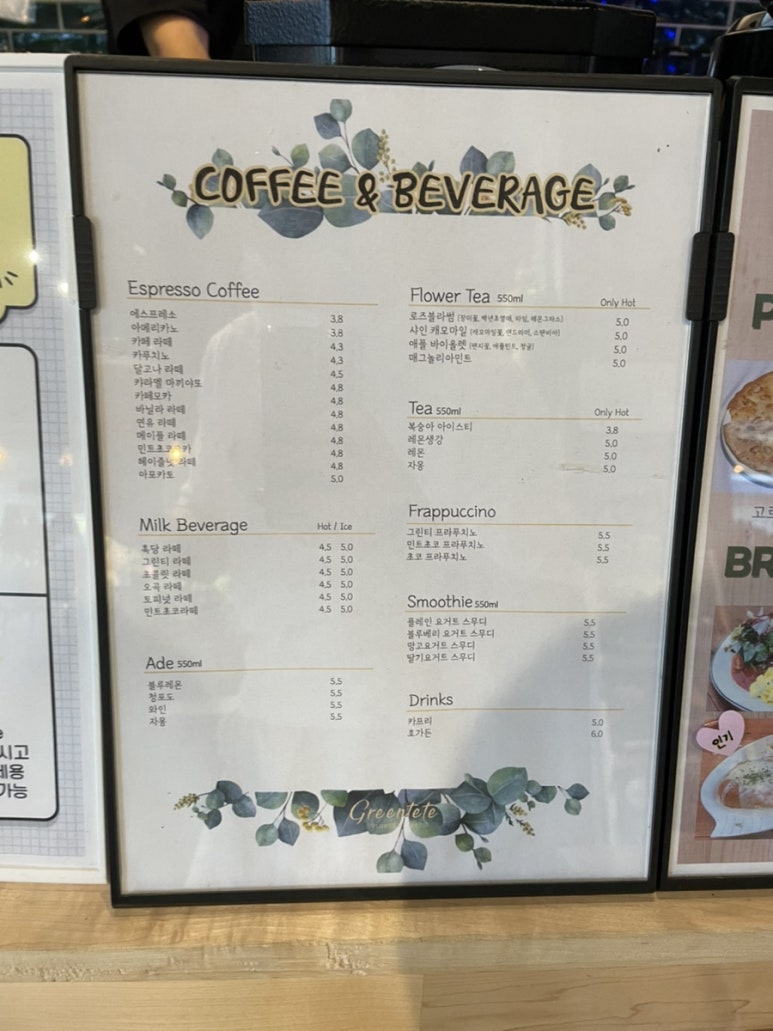 COFFEE & BEVERAGE
Espresso Coffee
에스프레소 3.8
아메리카노 3.8
카페 라떼 4.3
카푸치노 4.3
달고나 라떼 4.5
카라멜 마끼아또 4.8
카페모카 4.8
바닐라 라떼 4.8
연유 라떼 4.8
메이플 라떼 4.8
민트초코 카 4.8
헤이즐넛 라떼 4.8
아포카토 5.0
Milk Beverage Hot / Ice
흑당 라떼 4.5 5.0
그린티 라떼 4.5 5.0
초콜릿 라떼 4.5 5.0
오곡 라떼 4.5 5.0
토피넛 라떼 4.5 5.0
민트초코라떼 4.5 5.0
Ade 550ml
블루레몬 5.5
청포도 5.5
와인 5.5
자몽 5.5
Flower Tea 550ml Only Hot
로즈블라썸 5.0
샤인 캐모마일 5.0
애플 바이올렛 5.0
매그놀리아민트 5.0
Tea 550ml Only Hot
복숭아 아이스티 3.8
레몬생강 5.0
레몬 5.0
자몽 5.0
Frappuccino
그린티 프라푸치노 5.5
민트초코 프라푸치노 5.5
초코 프라푸치노 5.5
Smoothie 550ml
플레인 요거트 스무디 5.5
블루베리 요거트 스무디 5.5
망고요거트 스무디 5.5
딸기요거트 스무디 5.5
Drinks
카프리 5.0
호가든 6.0
Greentete
시고
가능
BR
인기